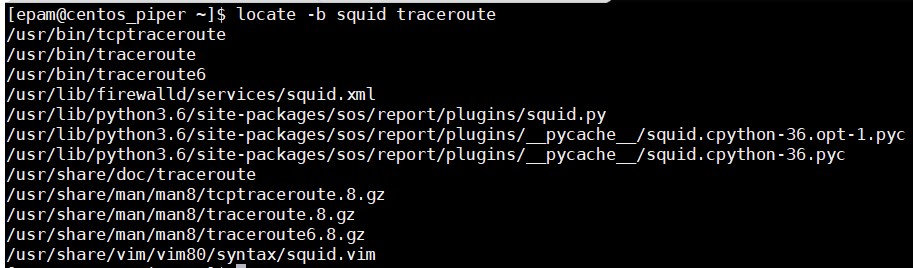 [epam@centos_piper ~]$ locate -b squid traceroute
/usr/bin/tcptraceroute
/usr/bin/traceroute
/usr/bin/traceroute6
/usr/lib/firewalld/services/squid.xml
/usr/lib/python3.6/site-packages/sos/report/plugins/squid.py
/usr/lib/python3.6/site-packages/sos/report/plugins/__pycache__/squid.cpython-36.opt-1.pyc
/usr/lib/python3.6/site-packages/sos/report/plugins/__pycache__/squid.cpython-36.pyc
/usr/share/doc/traceroute
/usr/share/man/man8/tcptraceroute.8.gz
/usr/share/man/man8/traceroute.8.gz
/usr/share/man/man8/traceroute6.8.gz
/usr/share/vim/vim80/syntax/squid.vim